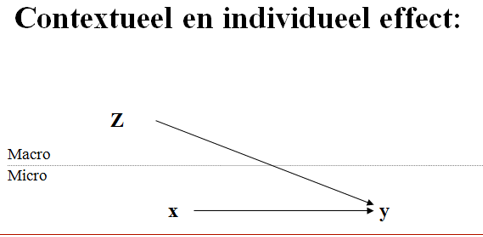 Contextueel en individueel effect:
Z
Macro
Micro
x y